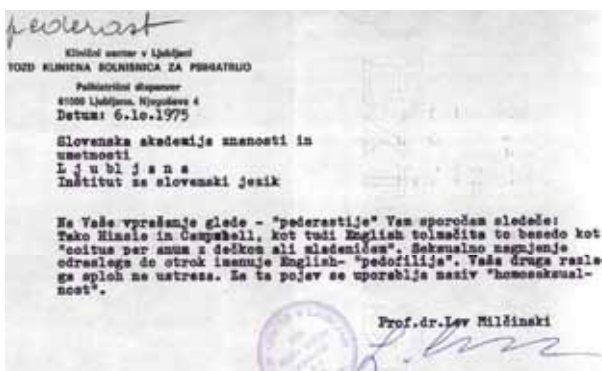 pederast
Klinični center v Ljubljani
TOZD KLINIČNA BOLNIŠNICA ZA PSIHIATRIJO
Psihiatrični dispanzer
61000 Ljubljana, Njegoševa 4
Datum: 6.1o.1975
Slovenska akademija znanosti in
umetnosti
L j u b l j a n a
Inštitut za slovenski jezik
Na Vaše vprašanje glede - "pederastije" Vam sporočam sledeče:
Tako Hinsie in Campbell, kot tudi English tolmačita to besedo kot
"coitus per anum z dečkom ali mladeničem". Seksualno nagnjenje
odraslega do otrok imenuje English- "pedofilija". Vaša druga razla-
ga sploh ne ustreza. Za ta pojav se uporablja naziv "homoseksual-
nost".
Prof.dr.Lev Milčinski